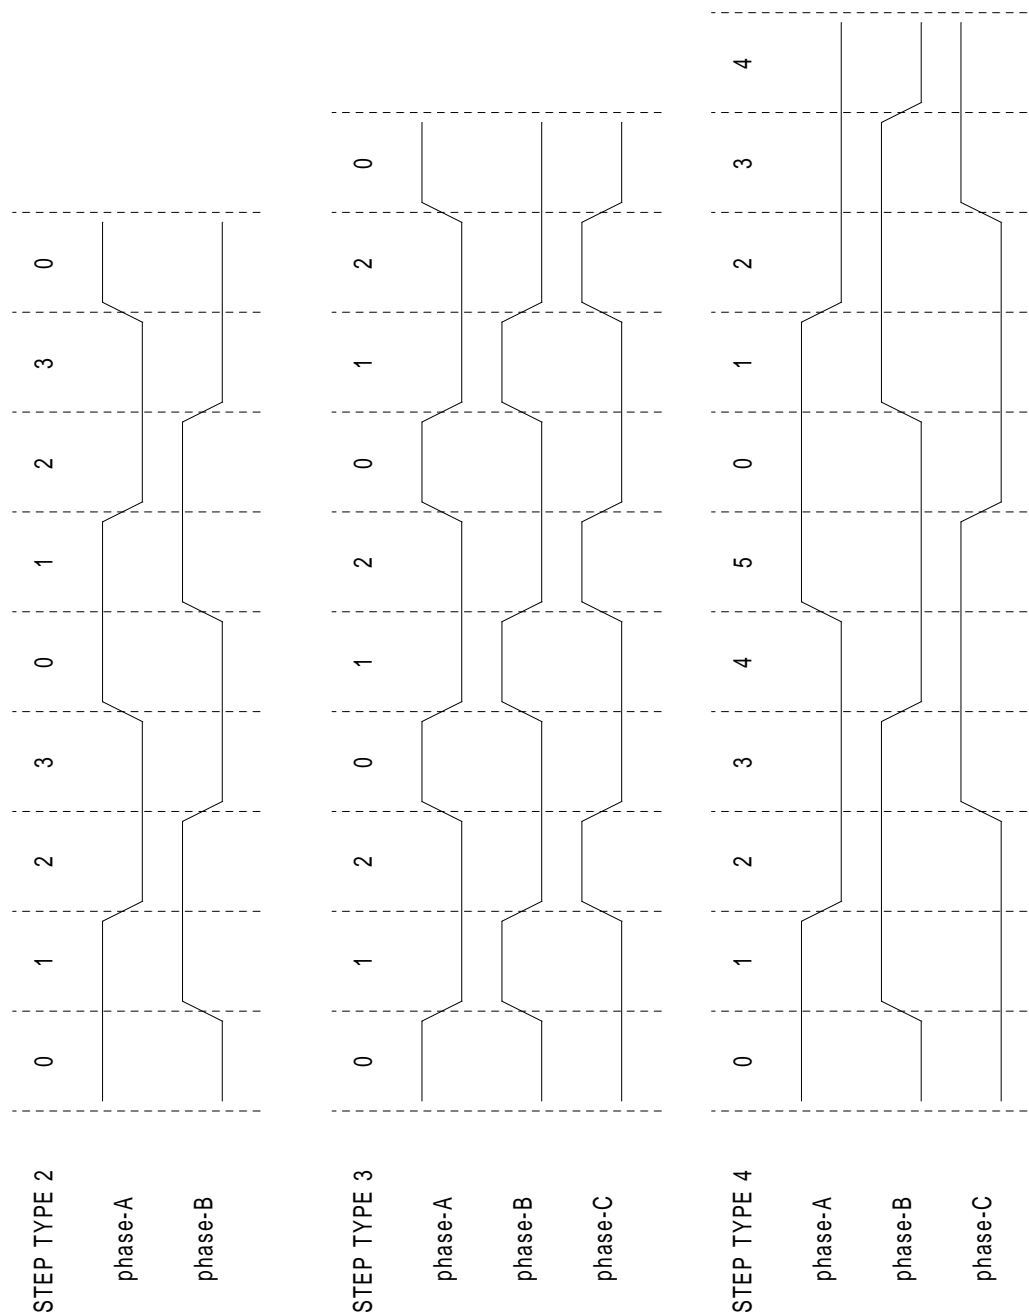 STEP TYPE 2 0 1 2 3 0 1 2 3 0
phase-A
phase-B
STEP TYPE 3 0 1 2 0 1 2 0 1 2 0
phase-A
phase-B
phase-C
STEP TYPE 4 0 1 2 3 4 5 0 1 2 3 4
phase-A
phase-B
phase-C